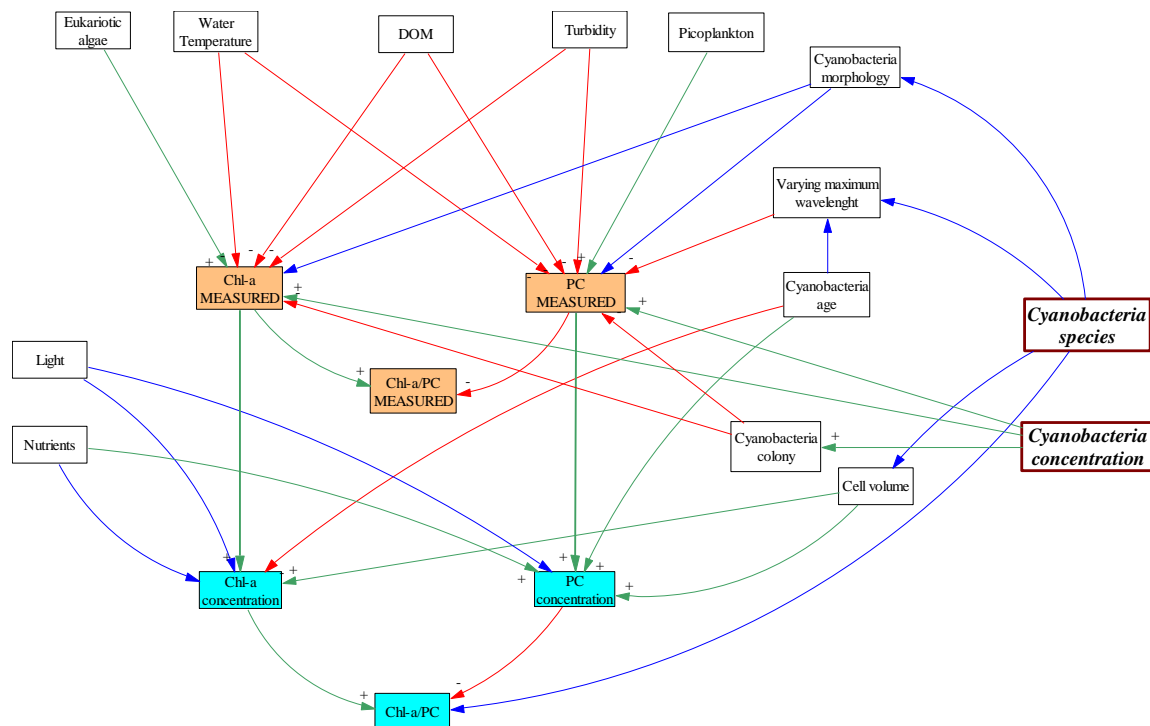 Eukariotic
algae
Water
Temperature
DOM
Turbidity
Picoplankton
Cyanobacteria
morphology
Varying maximum
wavelenght
Chl-a
MEASURED
PC
MEASURED
Cyanobacteria
age
Cyanobacteria
species
Light
Chl-a/PC
MEASURED
Nutrients
Cyanobacteria
colony
Cyanobacteria
concentration
Cell volume
Chl-a
concentration
PC
concentration
Chl-a/PC
+
-
-
-
-
-
+
-
-
+
-
+
-
+
-
+
+
-
+
+
+
+
+
+
-